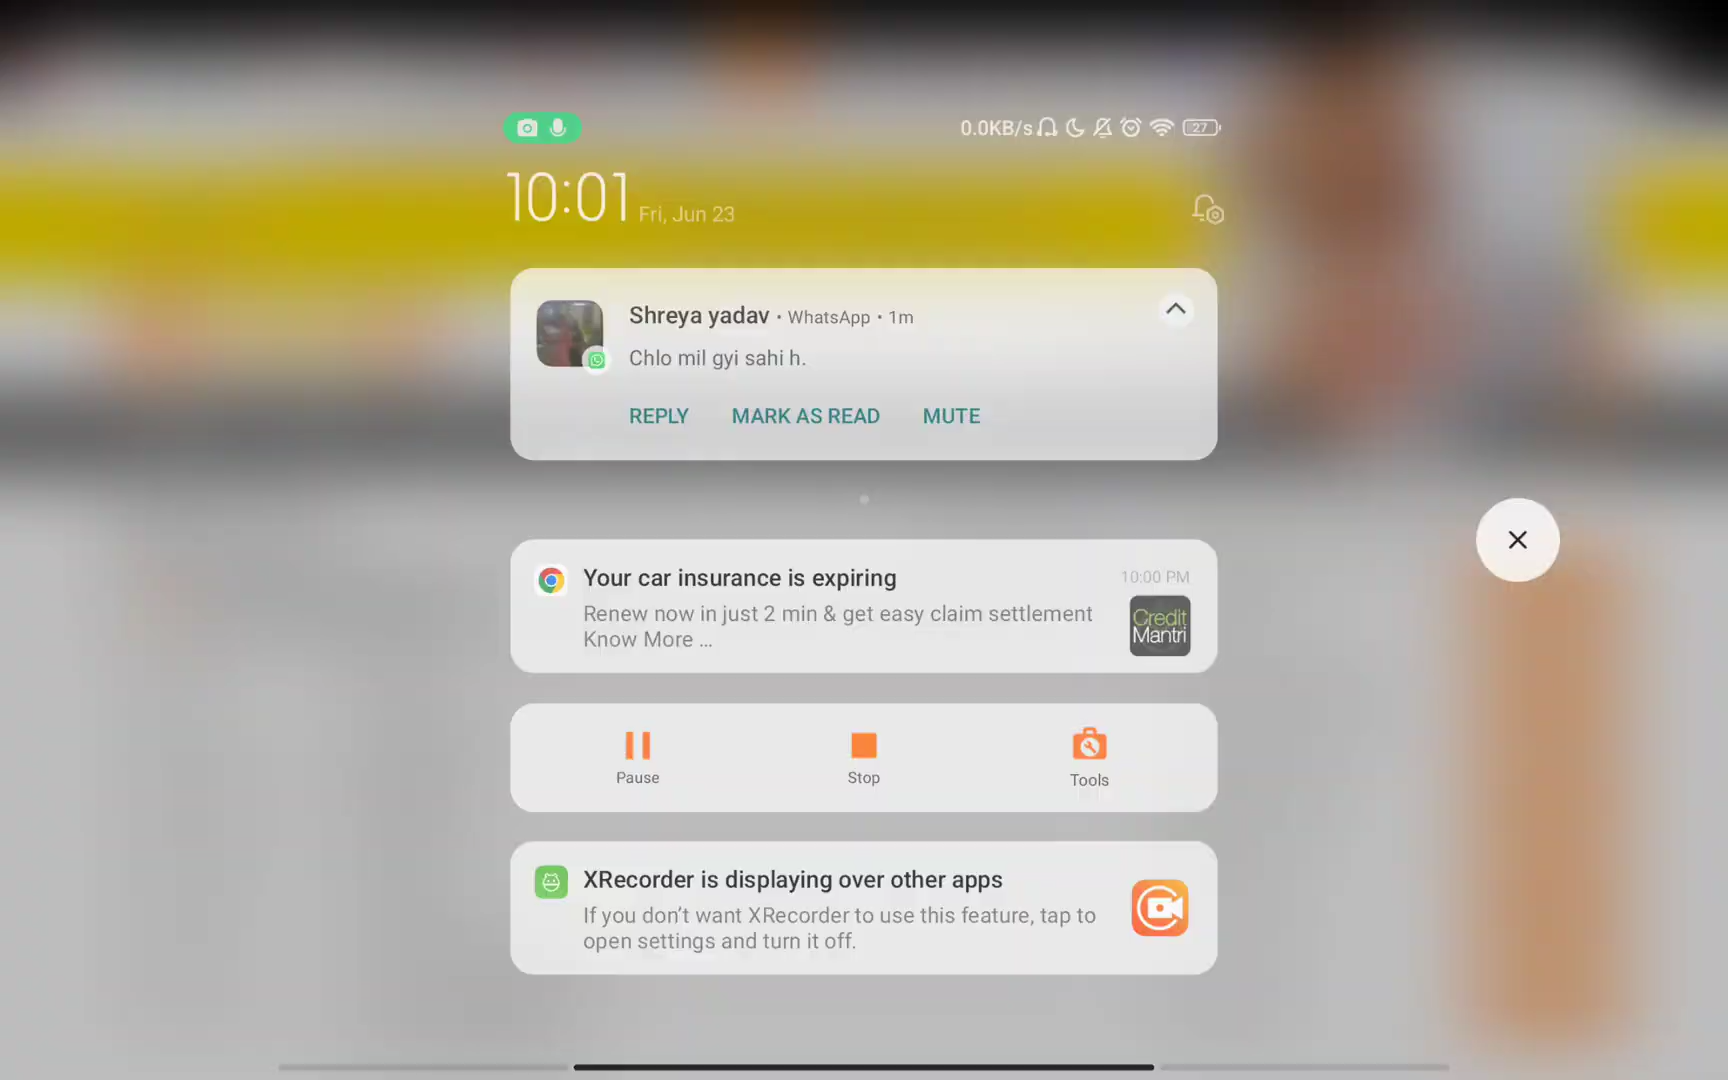 0.0KB/s 27
10:01 Fri, Jun 23
Shreya yadav • WhatsApp • 1m
Chlo mil gyi sahi h.
REPLY MARK AS READ MUTE
Your car insurance is expiring 10:00 PM
Renew now in just 2 min & get easy claim settlement
Know More ...
Credit
Mantri
Pause Stop Tools
XRecorder is displaying over other apps
If you don't want XRecorder to use this feature, tap to
open settings and turn it off.